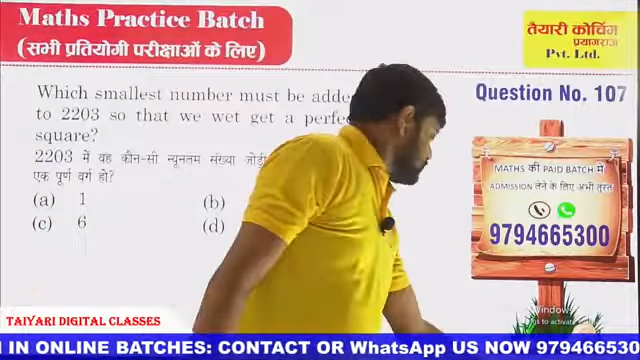 Maths Practice Batch
(सभी प्रतियोगी परीक्षाओं के लिए)
तैयारी कोचिंग
प्रयागराज
Pvt. Ltd.
Question No. 107
Which smallest number must be adde
to 2203 so that we wet get a perfe
square?
2203 में वह कौन-सी न्यूनतम संख्या जोड़ी
एक पूर्ण वर्ग हो?
(a) 1
(b)
(c) 6
(d)
MATHS की PAID BATCH में
ADMISSION लेने के लिए अभी तुरत
9794665300
TAIYARI DIGITAL CLASSES
I IN ONLINE BATCHES: CONTACT OR WhatsApp US NOW 979466530